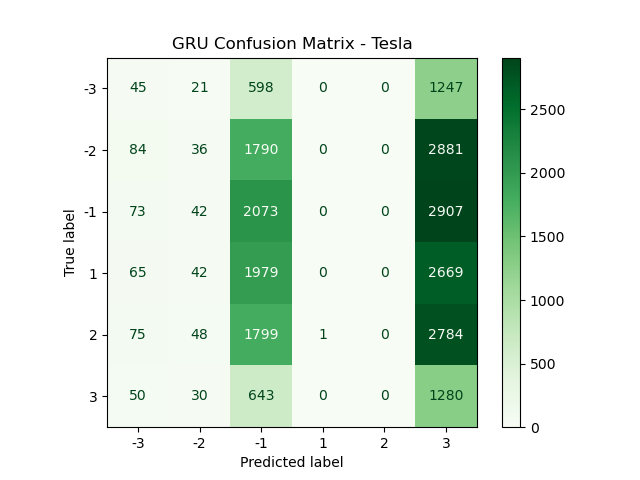 GRU Confusion Matrix - Tesla
-3 45 21 598 0 0 1247
-2 84 36 1790 0 0 2881
-1 73 42 2073 0 0 2907
1 65 42 1979 0 0 2669
2 75 48 1799 1 0 2784
3 50 30 643 0 0 1280
-3 -2 -1 1 2 3
Predicted label
True label
2500
2000
1500
1000
500
0